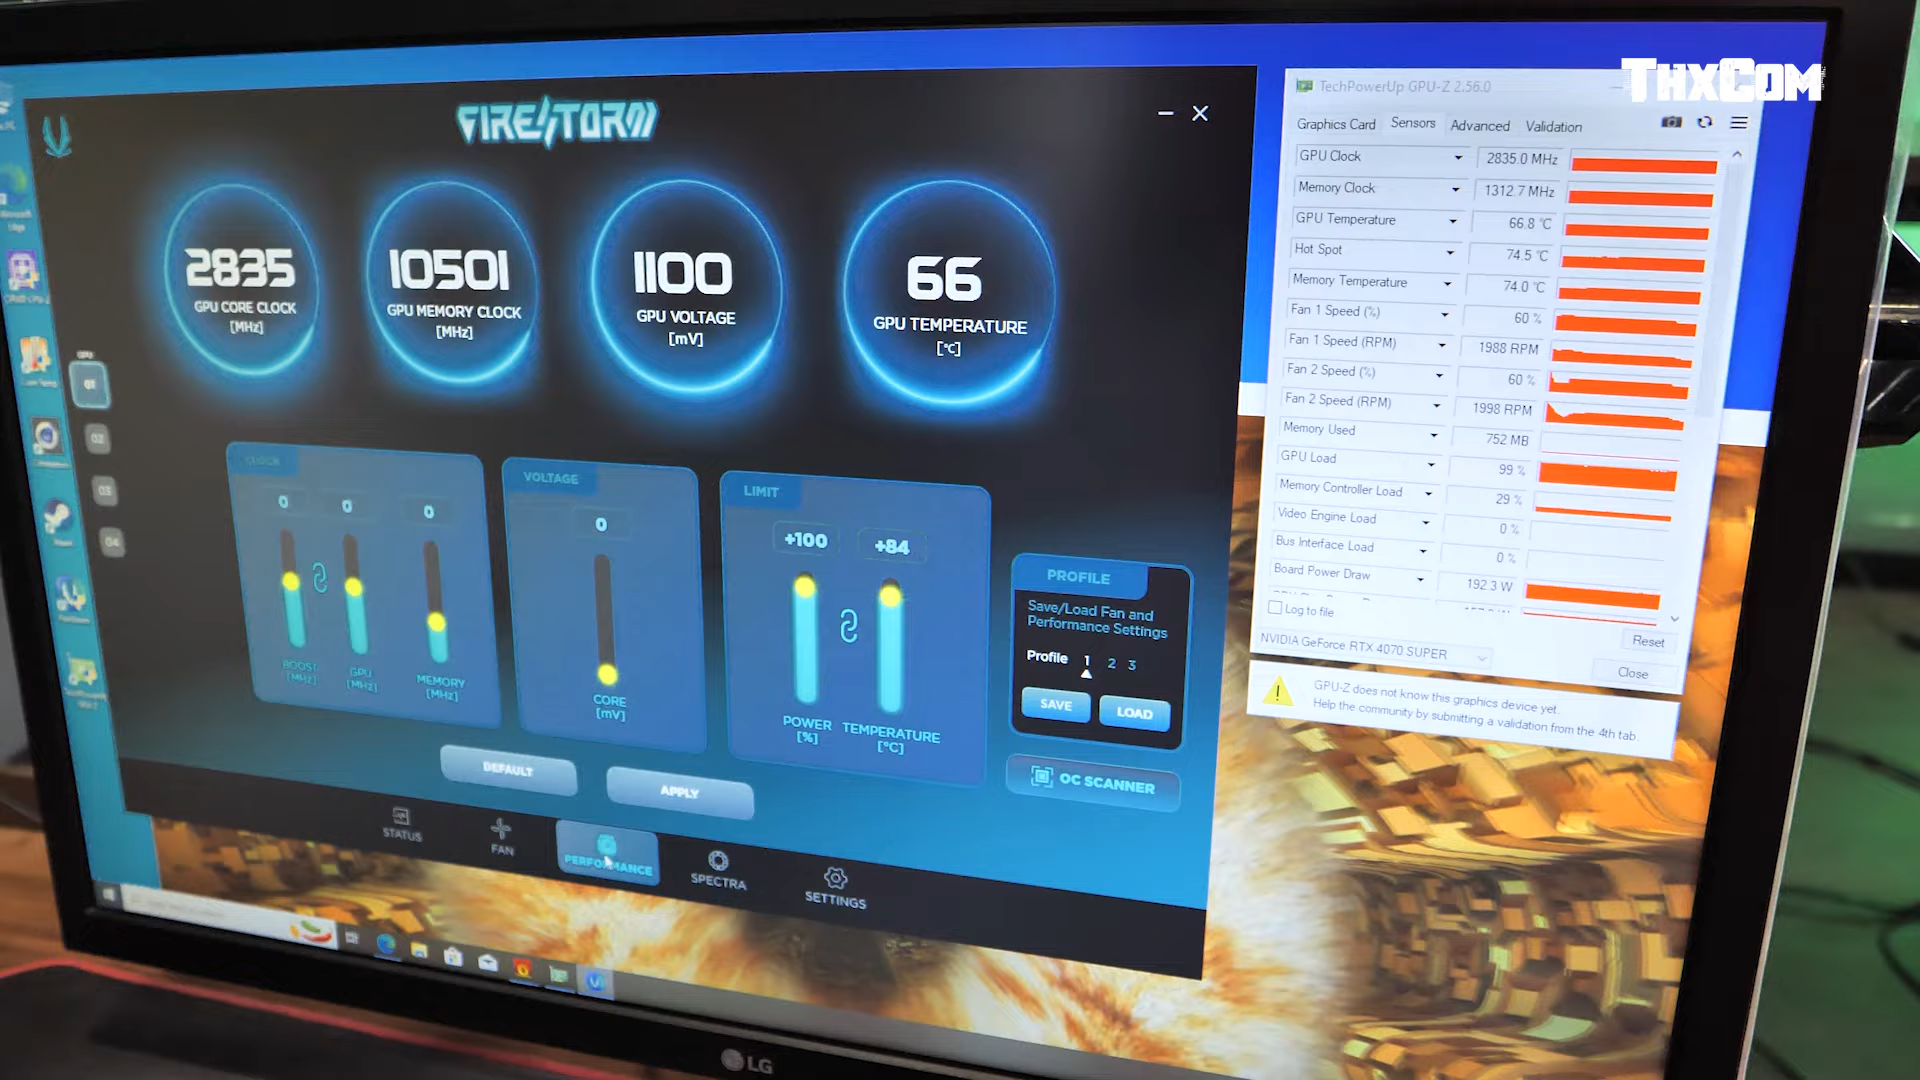 THXCOM
FIRESTORM
2835
GPU CORE CLOCK
[MHz]
10501
GPU MEMORY CLOCK
[MHz]
1100
GPU VOLTAGE
[mV]
66
GPU TEMPERATURE
[°C]
GPU
01
02
03
04
CLOCK
0
0
0
BOOST
[MHz]
GPU
[MHz]
MEMORY
[MHz]
VOLTAGE
0
CORE
[mV]
LIMIT
+100
+84
POWER
[%]
TEMPERATURE
[°C]
PROFILE
Save/Load Fan and
Performance Settings
Profile 1 2 3
SAVE
LOAD
OC SCANNER
DEFAULT
APPLY
STATUS
FAN
PERFORMANCE
SPECTRA
SETTINGS
TechPowerUp GPU-Z 2.56.0
Graphics Card Sensors Advanced Validation
GPU Clock 2835.0 MHz
Memory Clock 1312.7 MHz
GPU Temperature 66.8 °C
Hot Spot 74.5 °C
Memory Temperature 74.0 °C
Fan 1 Speed (%) 60 %
Fan 1 Speed (RPM) 1988 RPM
Fan 2 Speed (%) 60 %
Fan 2 Speed (RPM) 1998 RPM
Memory Used 752 MB
GPU Load 99 %
Memory Controller Load 29 %
Video Engine Load 0 %
Bus Interface Load 0 %
Board Power Draw 192.3 W
Log to file
Reset
NVIDIA GeForce RTX 4070 SUPER
Close
GPU-Z does not know this graphics device yet.
Help the community by submitting a validation from the 4th tab.
LG